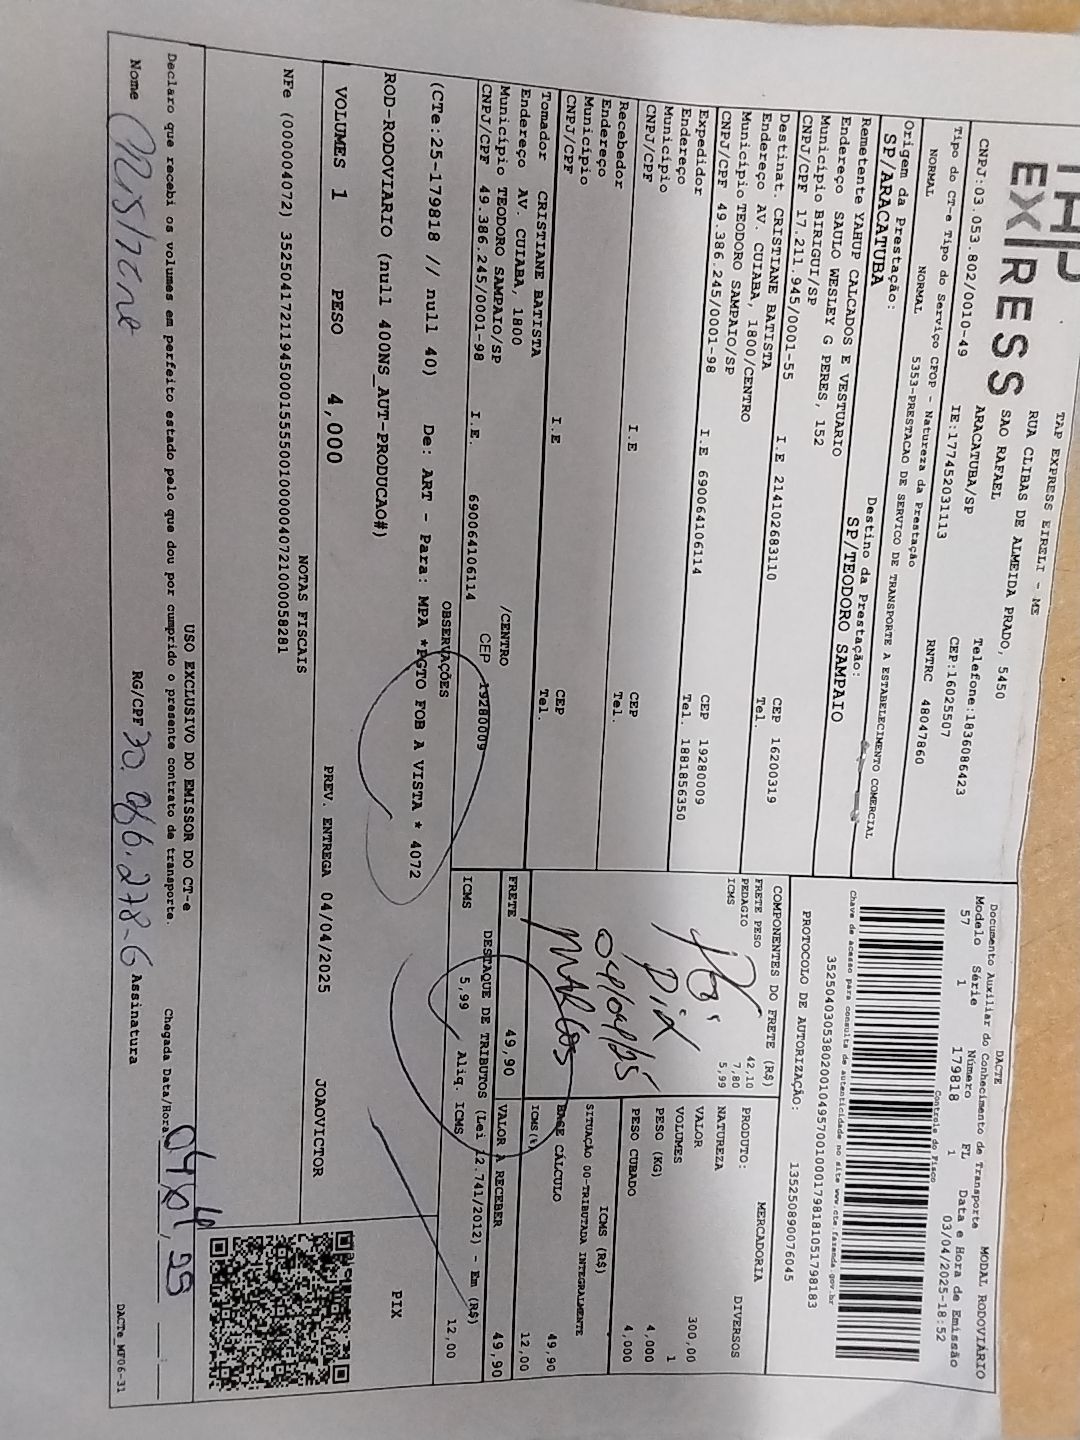 TAP
EX|RESS
TAP EXPRESS EIRELI - ME
RUA CLIBAS DE ALMEIDA PRADO, 5450
SAO RAFAEL
ARACATUBA/SP
Telefone:1836086423
CNPJ:03.053.802/0010-49
IE:177452031113
CEP:16025507
Tipo do CT-e Tipo do Serviço CFOP - Natureza da Prestação
RNTRC 48047860
NORMAL NORMAL 5353-PRESTACAO DE SERVICO DE TRANSPORTE A ESTABELECIMENTO COMERCIAL
Origem da Prestação:
SP/ARACATUBA
Destino da Prestação:
SP/TEODORO SAMPAIO
Remetente YAHUP CALCADOS E VESTUARIO
Endereço SAULO WESLEY G PERES, 152
Município BIRIGUI/SP CEP 16200319
CNPJ/CPF 17.211.945/0001-55 I.E 214102683110 Tel.
Destinat. CRISTIANE BATISTA
Endereço AV. CUIABA, 1800/CENTRO
Município TEODORO SAMPAIO/SP CEP 19280009
CNPJ/CPF 49.386.245/0001-98 I.E 690064106114 Tel. 1881856350
Expedidor
Endereço
Município CEP
CNPJ/CPF I.E Tel.
Recebedor
Endereço
Município CEP
CNPJ/CPF I.E Tel.
Tomador CRISTIANE BATISTA
Endereço AV. CUIABA, 1800 /CENTRO
Município TEODORO SAMPAIO/SP CEP 19280009
CNPJ/CPF 49.386.245/0001-98 I.E. 690064106114
DACTE MODAL RODOVIÁRIO
Documento Auxiliar do Conhecimento de Transporte
Modelo Série Número FL Data e Hora de Emissão
57 1 179818 1 03/04/2025-18:52
Controle do Fisco
Chave de acesso para consulta de autenticidade no site www.cte.fazenda.gov.br
35250403053802001049570010001798181051798183
PROTOCOLO DE AUTORIZAÇÃO: 135250890076045
COMPONENTES DO FRETE (R$)
FRETE PESO 42,10
PEDAGIO 7,80
ICMS 5,99
PIX
04/04/25
MARCOS
FRETE 49,90
MERCADORIA
PRODUTO: DIVERSOS
NATUREZA
VALOR 300,00
VOLUMES 1
PESO (KG) 4,000
PESO CUBADO 4,000
ICMS (R$)
SITUAÇÃO 00-TRIBUTADA INTEGRALMENTE
BASE CÁLCULO 49,90
ICMS (%) 12,00
VALOR A RECEBER 49,90
DESTAQUE DE TRIBUTOS (Lei 12.741/2012) - Em (R$)
ICMS 5,99 Aliq. ICMS 12,00
OBSERVAÇÕES
(CTe:25-179818 // null 40) De: ART - Para: MPA *PGTO FOB A VISTA * 4072
PIX
ROD-RODOVIARIO (null 400NS_AUT-PRODUCAO#)
VOLUMES 1 PESO 4,000 PREV. ENTREGA 04/04/2025 JOAOVICTOR
NOTAS FISCAIS
NFe (000004072) 35250417211945000155550010000040721000058281
USO EXCLUSIVO DO EMISSOR DO CT-e
Declaro que recebi os volumes em perfeito estado pelo que dou por cumprido o presente contrato de transporte.
Chegada Data/Hora 04/04/25
Nome Cristiane RG/CPF Assinatura
DACTe_MF06-31